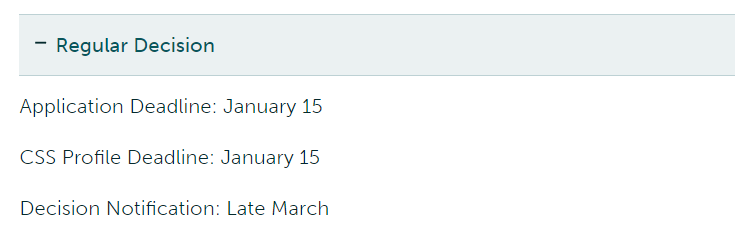 – Regular Decision
Application Deadline: January 15
CSS Profile Deadline: January 15
Decision Notification: Late March